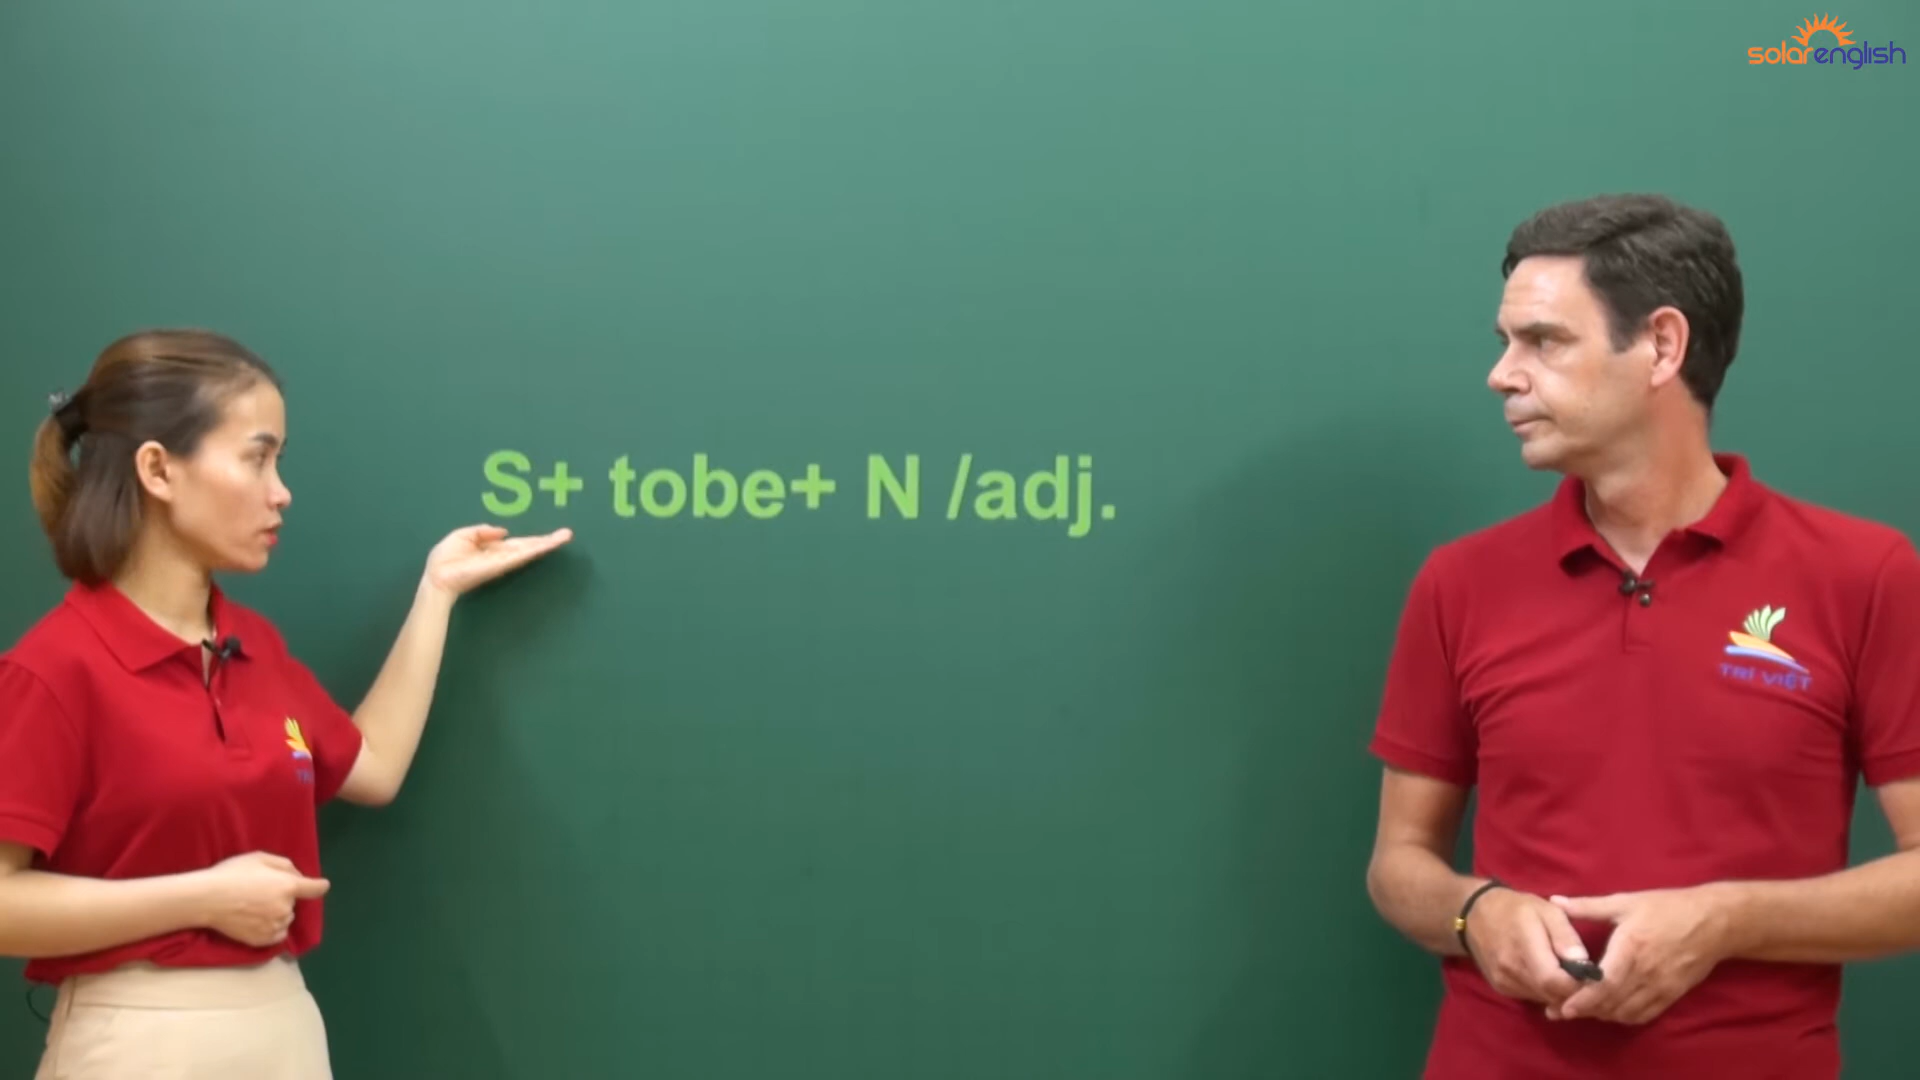 solarenglish
S+ tobe+ N /adj.
TRÍ VIỆT